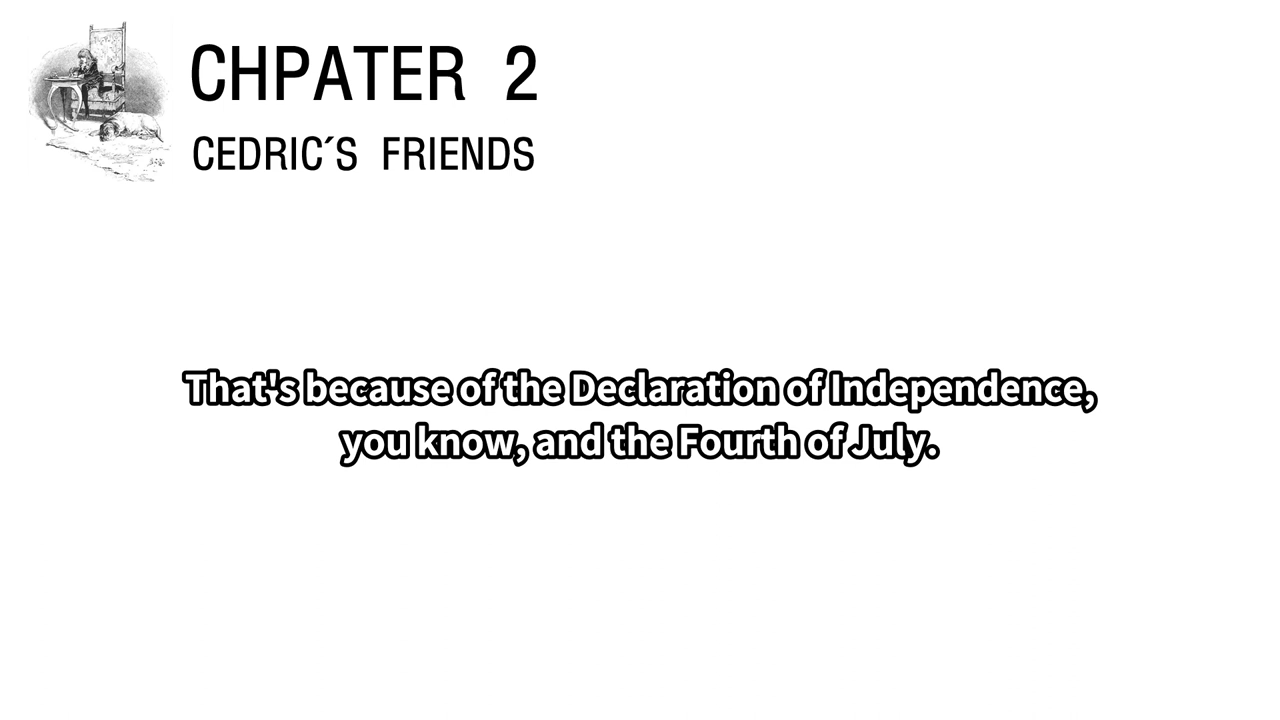 CHPATER 2
CEDRIC´S FRIENDS
That's because of the Declaration of Independence,
you know, and the Fourth of July.